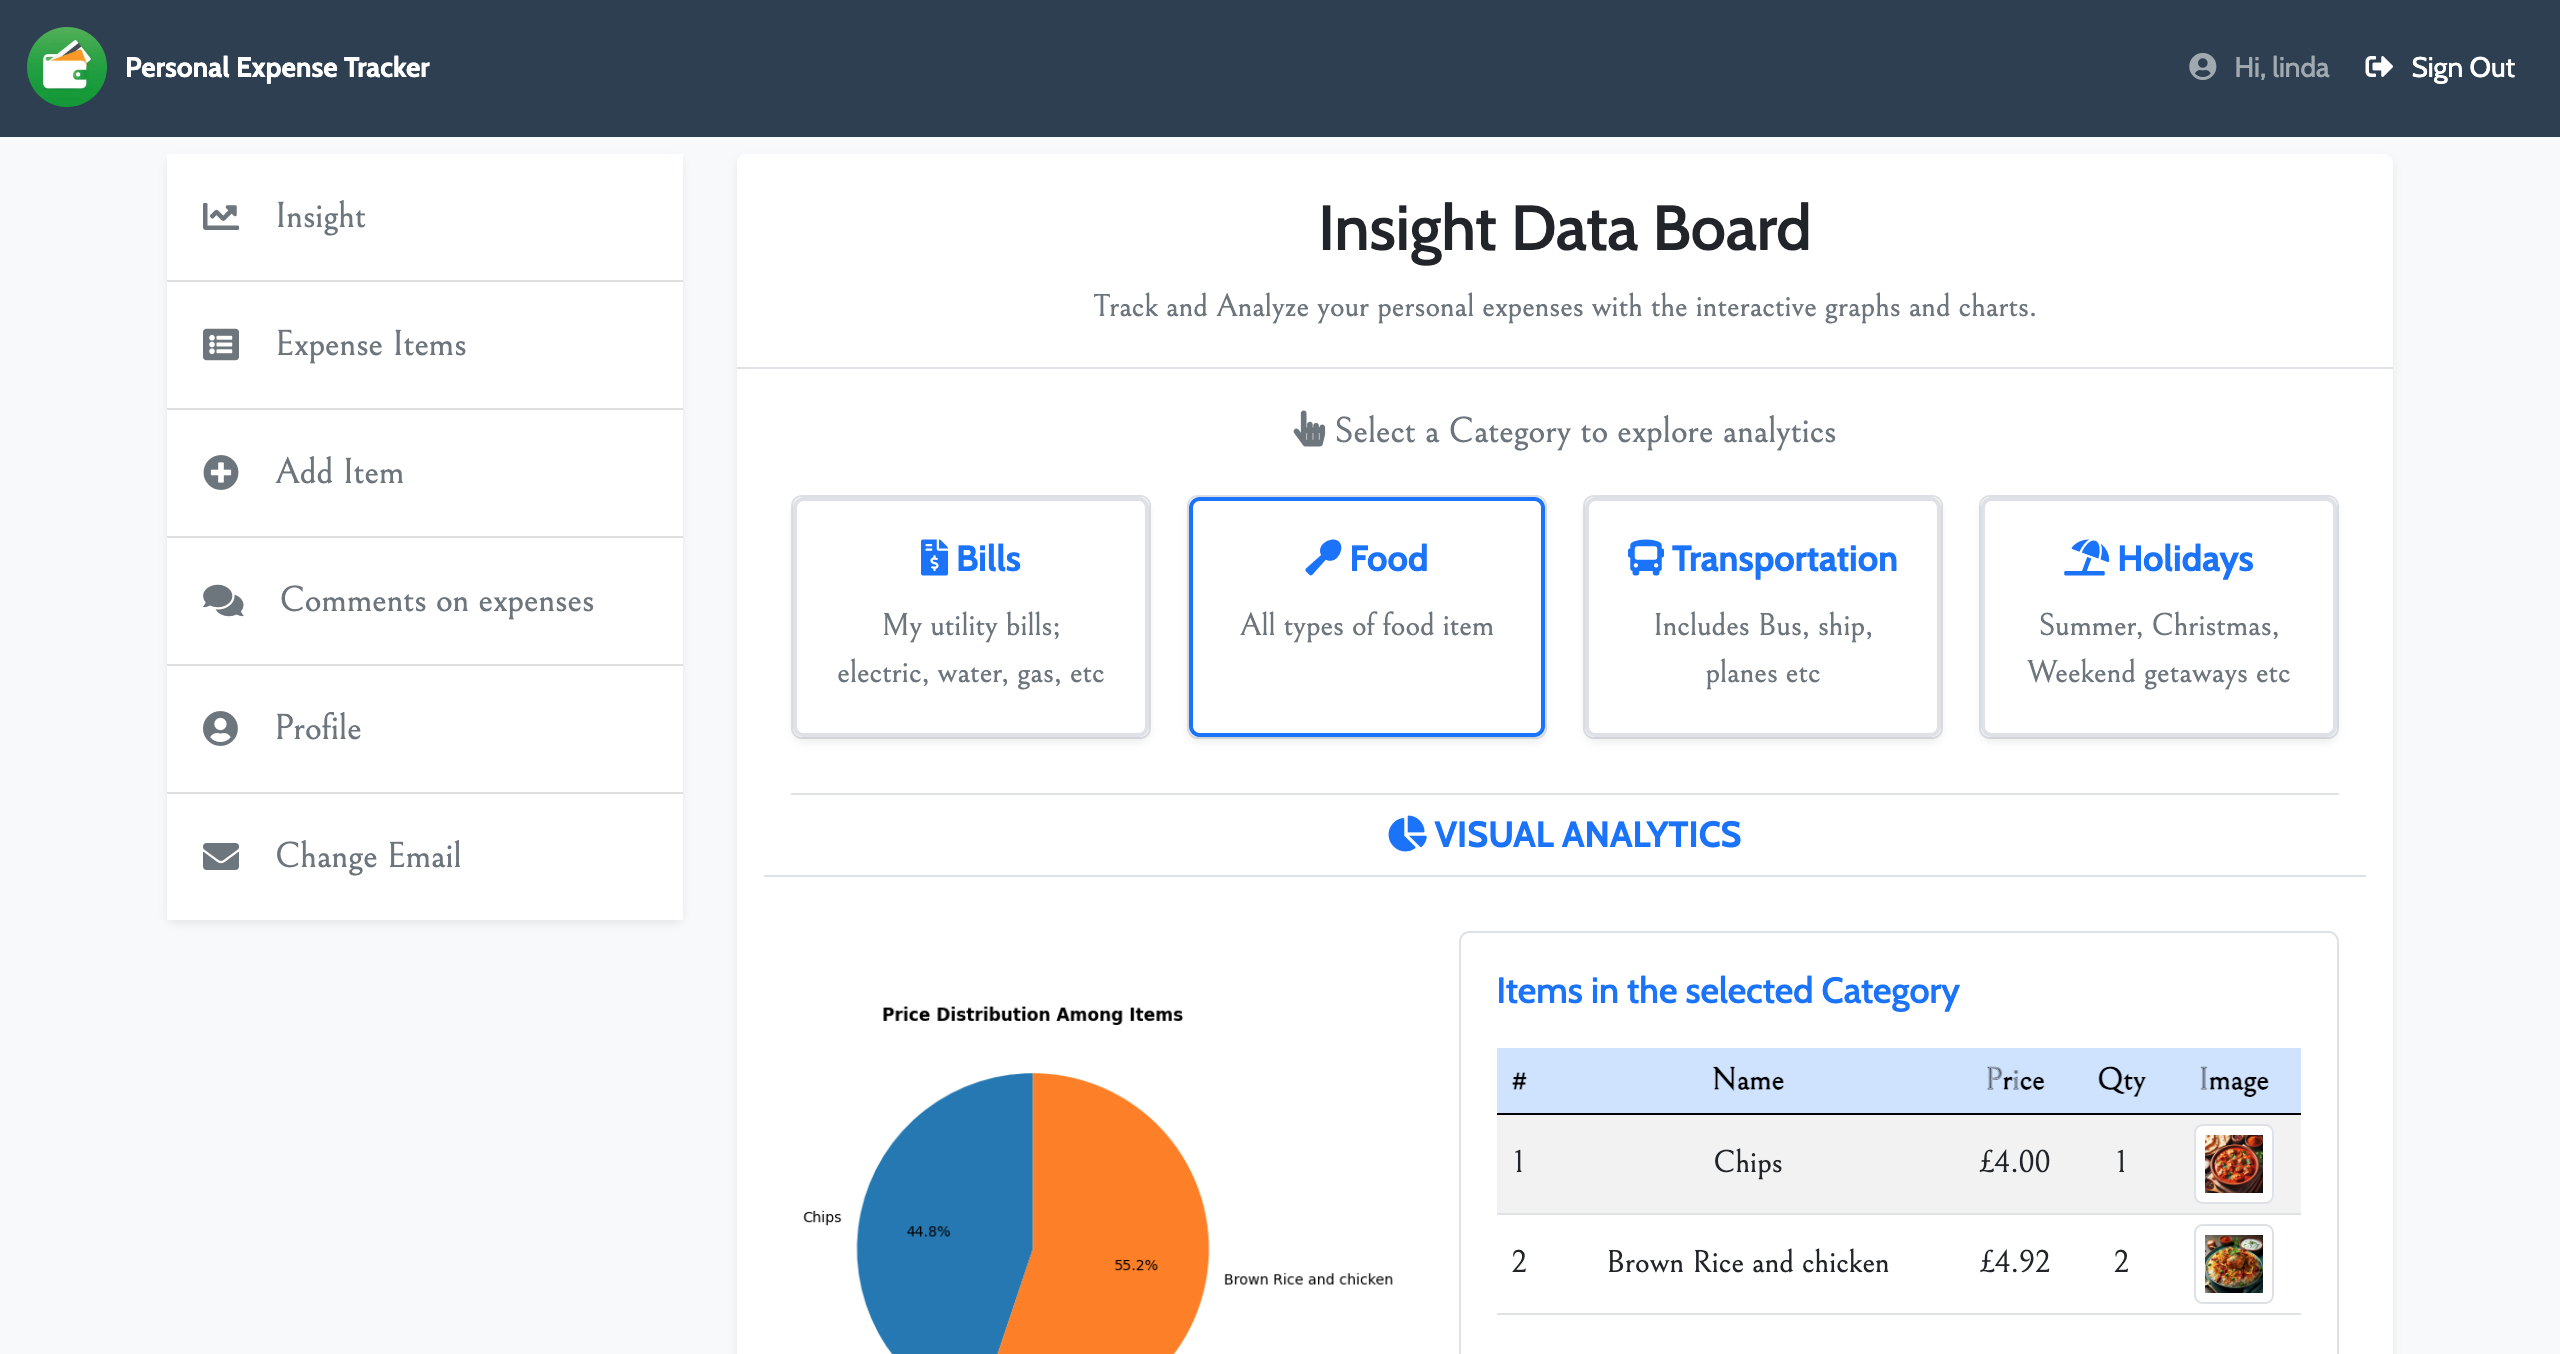 Personal Expense Tracker
Hi, linda
Sign Out
Insight
Expense Items
Add Item
Comments on expenses
Profile
Change Email
Insight Data Board
Track and Analyze your personal expenses with the interactive graphs and charts.
Select a Category to explore analytics
Bills
My utility bills;
electric, water, gas, etc
Food
All types of food item
Transportation
Includes Bus, ship,
planes etc
Holidays
Summer, Christmas,
Weekend getaways etc
VISUAL ANALYTICS
Price Distribution Among Items
Chips
44.8%
55.2%
Brown Rice and chicken
Items in the selected Category
# Name Price Qty Image
1 Chips £4.00 1
2 Brown Rice and chicken £4.92 2